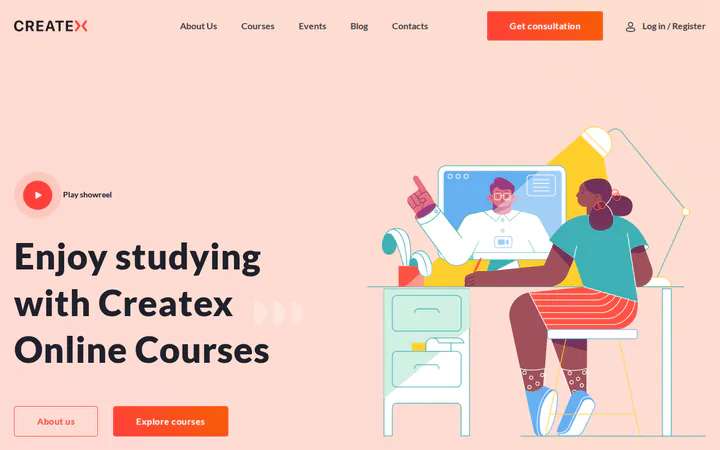 CREATEX
About Us
Courses
Events
Blog
Contacts
Get consultation
Log in / Register
Play showreel
Enjoy studying
with Createx
Online Courses
About us
Explore courses